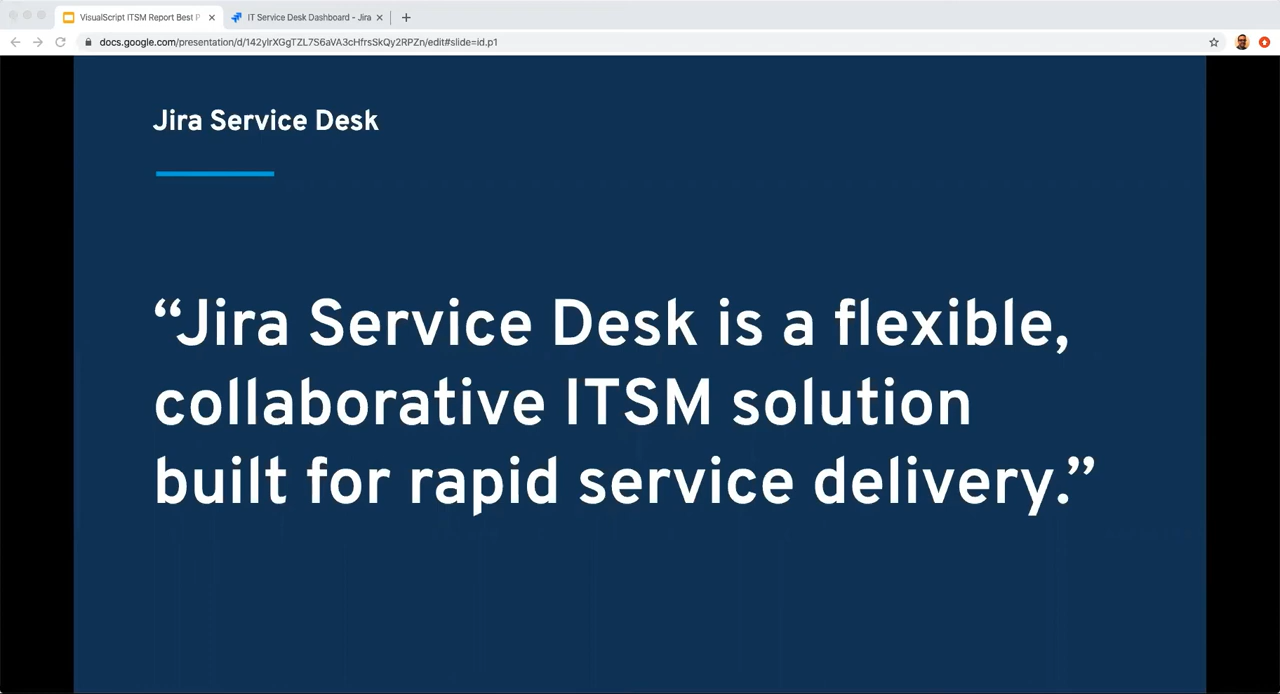 VisualScript ITSM Report Best P
IT Service Desk Dashboard - Jira
docs.google.com/presentation/d/142ylrXGgTZL7S6aVA3cHfrsSkQy2RPZn/edit#slide=id.p1
Jira Service Desk
“Jira Service Desk is a flexible,
collaborative ITSM solution
built for rapid service delivery.”